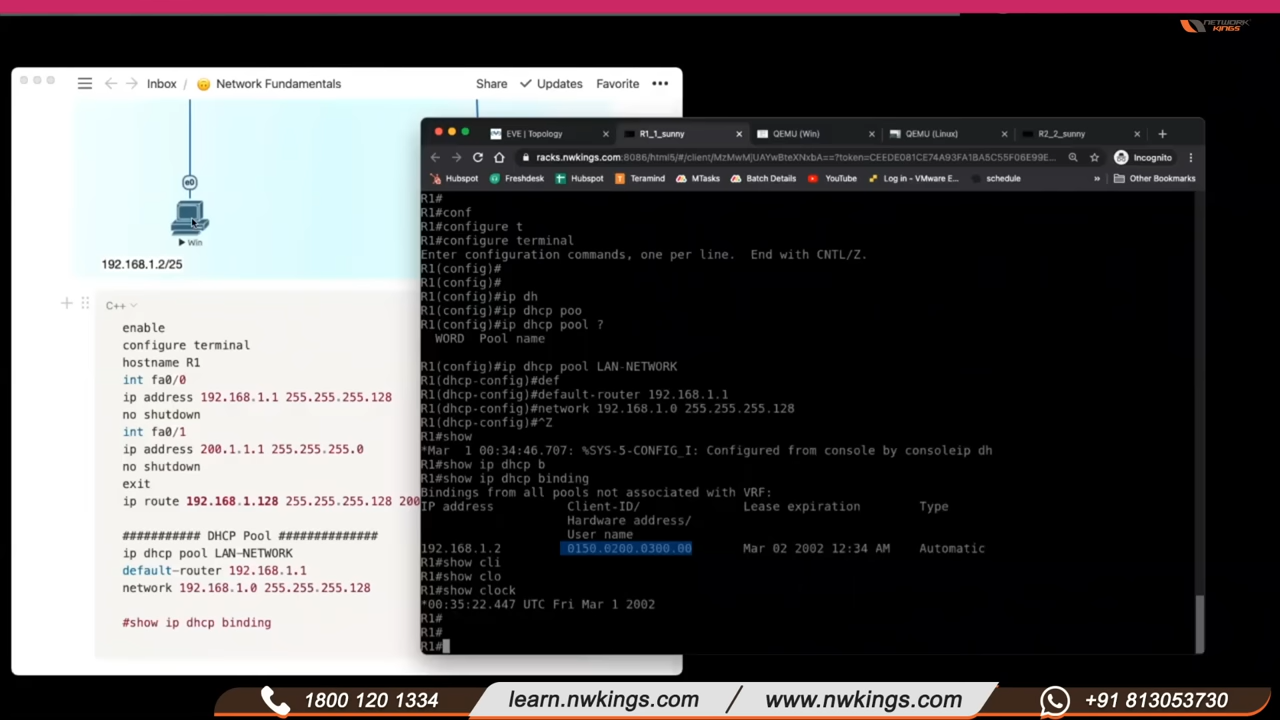 NETWORK
KINGS
Inbox / Network Fundamentals Share Updates Favorite
e0
Win
192.168.1.2/25
C++
enable
configure terminal
hostname R1
int fa0/0
ip address 192.168.1.1 255.255.255.128
no shutdown
int fa0/1
ip address 200.1.1.1 255.255.255.0
no shutdown
exit
ip route 192.168.1.128 255.255.255.128 200
########### DHCP Pool ##############
ip dhcp pool LAN-NETWORK
default-router 192.168.1.1
network 192.168.1.0 255.255.255.128
#show ip dhcp binding
EVE | Topology R1_1_sunny QEMU (Win) QEMU (Linux) R2_2_sunny
racks.nwkings.com:8086/html5/#/client/ Incognito
Hubspot Freshdesk Hubspot Teramind MTasks Batch Details YouTube Log in - VMware E... schedule » Other Bookmarks
R1#
R1#conf
R1#configure t
R1#configure terminal
Enter configuration commands, one per line. End with CNTL/Z.
R1(config)#
R1(config)#
R1(config)#ip dh
R1(config)#ip dhcp poo
R1(config)#ip dhcp pool ?
WORD Pool name
R1(config)#ip dhcp pool LAN-NETWORK
R1(dhcp-config)#def
R1(dhcp-config)#default-router 192.168.1.1
R1(dhcp-config)#network 192.168.1.0 255.255.255.128
R1(dhcp-config)#^Z
R1#show
*Mar 1 00:34:46.707: %SYS-5-CONFIG_I: Configured from console by consoleip dh
R1#show ip dhcp b
R1#show ip dhcp binding
Bindings from all pools not associated with VRF:
IP address Client-ID/ Lease expiration Type
Hardware address/
User name
192.168.1.2 0150.0200.0300.00 Mar 02 2002 12:34 AM Automatic
R1#show cli
R1#show clo
R1#show clock
*00:35:22.447 UTC Fri Mar 1 2002
R1#
R1#
R1#
1800 120 1334 learn.nwkings.com / www.nwkings.com +91 813053730